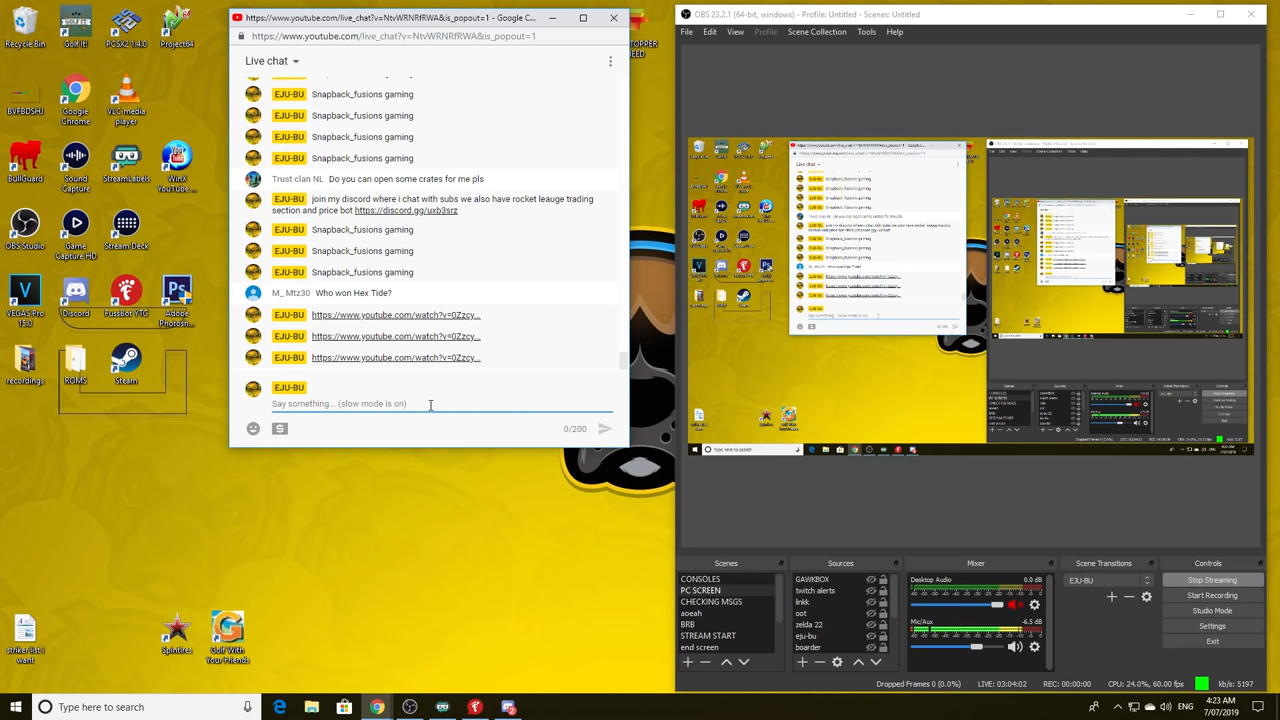 https://www.youtube.com/live_chat?v=NtvWRNRfRWA&is_popout=1 - Google C...
https://www.youtube.com/live_chat?v=NtvWRNRfRWA&is_popout=1
Live chat
EJU-BU Snapback_fusions gaming
EJU-BU Snapback_fusions gaming
EJU-BU Snapback_fusions gaming
EJU-BU Snapback_fusions gaming
Trust clan NL Do you can open some crates for me pls
EJU-BU join my discord where i chat with subs we also have rocket leauge trading
section and price bot https://discord.gg/uxb3srz
EJU-BU Snapback_fusions gaming
EJU-BU Snapback_fusions gaming
EJU-BU Snapback_fusions gaming
M_ Mtz30 Who won Hex Tide?
EJU-BU https://www.youtube.com/watch?v=0Zzcy...
EJU-BU https://www.youtube.com/watch?v=0Zzcy...
EJU-BU https://www.youtube.com/watch?v=0Zzcy...
EJU-BU
Say something... (slow mode is on)
0/200
Recycle Bin
Golf It!
PCSX2 1.4.0
Project64
BVFBDSHJ
Google
Chrome
VLC media
player
BullGuard
Sound
Capture
WinX
YouTube...
OBS Studio
Game
Capture HD
Stream Deck
Discord
Adobe
Photosh...
recordings
ROMS
Steam
Spintires
Golf With
Your Friends
OBS 23.2.1 (64-bit, windows) - Profile: Untitled - Scenes: Untitled
File Edit View Profile Scene Collection Tools Help
Scenes
CONSOLES
PC SCREEN
CHECKING MSGS
aoeah
BRB
STREAM START
end screen
Sources
GAWKBOX
twitch alerts
linkk
oot
zelda 22
eju-bu
boarder
Mixer
Desktop Audio 0.0 dB
Mic/Aux -6.5 dB
Scene Transitions
EJU-BU
Controls
Stop Streaming
Start Recording
Studio Mode
Settings
Exit
Dropped Frames 0 (0.0%) LIVE: 03:04:02 REC: 00:00:00 CPU: 24.0%, 60.00 fps kb/s: 5197
Type here to search
ENG
4:23 AM
7/07/2019